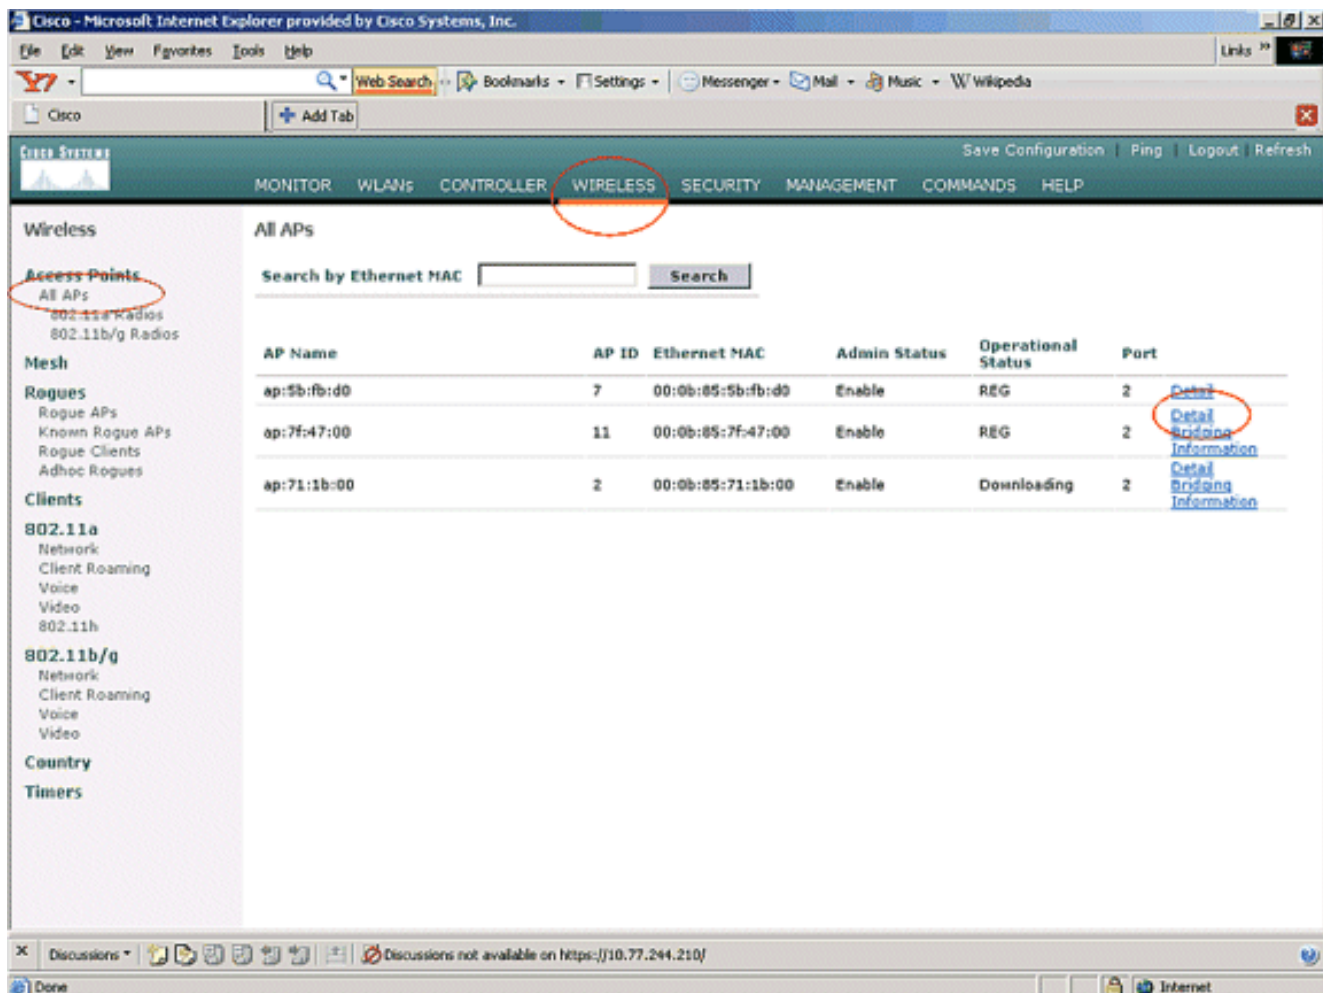 Cisco - Microsoft Internet Explorer provided by Cisco Systems, Inc.
File Edit View Favorites Tools Help Links »
Y7 - Web Search Bookmarks Settings Messenger Mail Music W Wikipedia
Cisco Add Tab
CISCO SYSTEMS
Save Configuration | Ping | Logout | Refresh
MONITOR WLANs CONTROLLER WIRELESS SECURITY MANAGEMENT COMMANDS HELP
Wireless
Access Points
All APs
802.11a Radios
802.11b/g Radios
Mesh
Rogues
Rogue APs
Known Rogue APs
Rogue Clients
Adhoc Rogues
Clients
802.11a
Network
Client Roaming
Voice
Video
802.11h
802.11b/g
Network
Client Roaming
Voice
Video
Country
Timers
All APs
Search by Ethernet MAC Search
AP Name AP ID Ethernet MAC Admin Status Operational Status Port
ap:5b:fb:d0 7 00:0b:85:5b:fb:d0 Enable REG 2 Detail
ap:7f:47:00 11 00:0b:85:7f:47:00 Enable REG 2 Detail Bridging Information
ap:71:1b:00 2 00:0b:85:71:1b:00 Enable Downloading 2 Detail Bridging Information
Discussions Discussions not available on https://10.77.244.210/
Done Internet